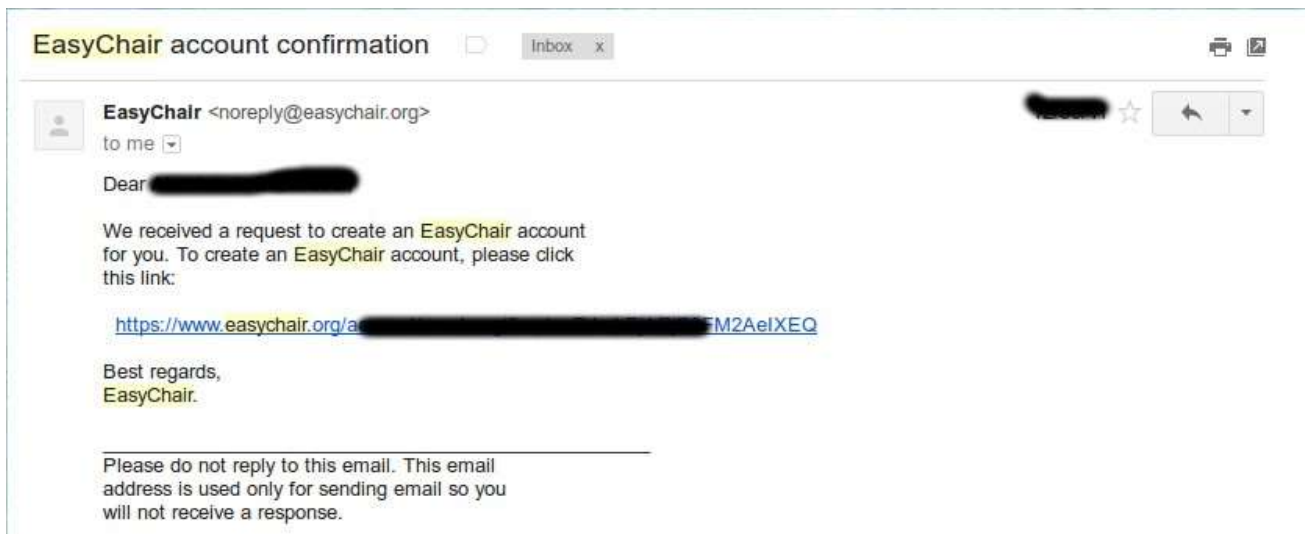 EasyChair account confirmation Inbox x
EasyChair <noreply@easychair.org>
to me
Dear
We received a request to create an EasyChair account
for you. To create an EasyChair account, please click
this link:
https://www.easychair.org/a FM2AeIXEQ
Best regards,
EasyChair.
Please do not reply to this email. This email
address is used only for sending email so you
will not receive a response.